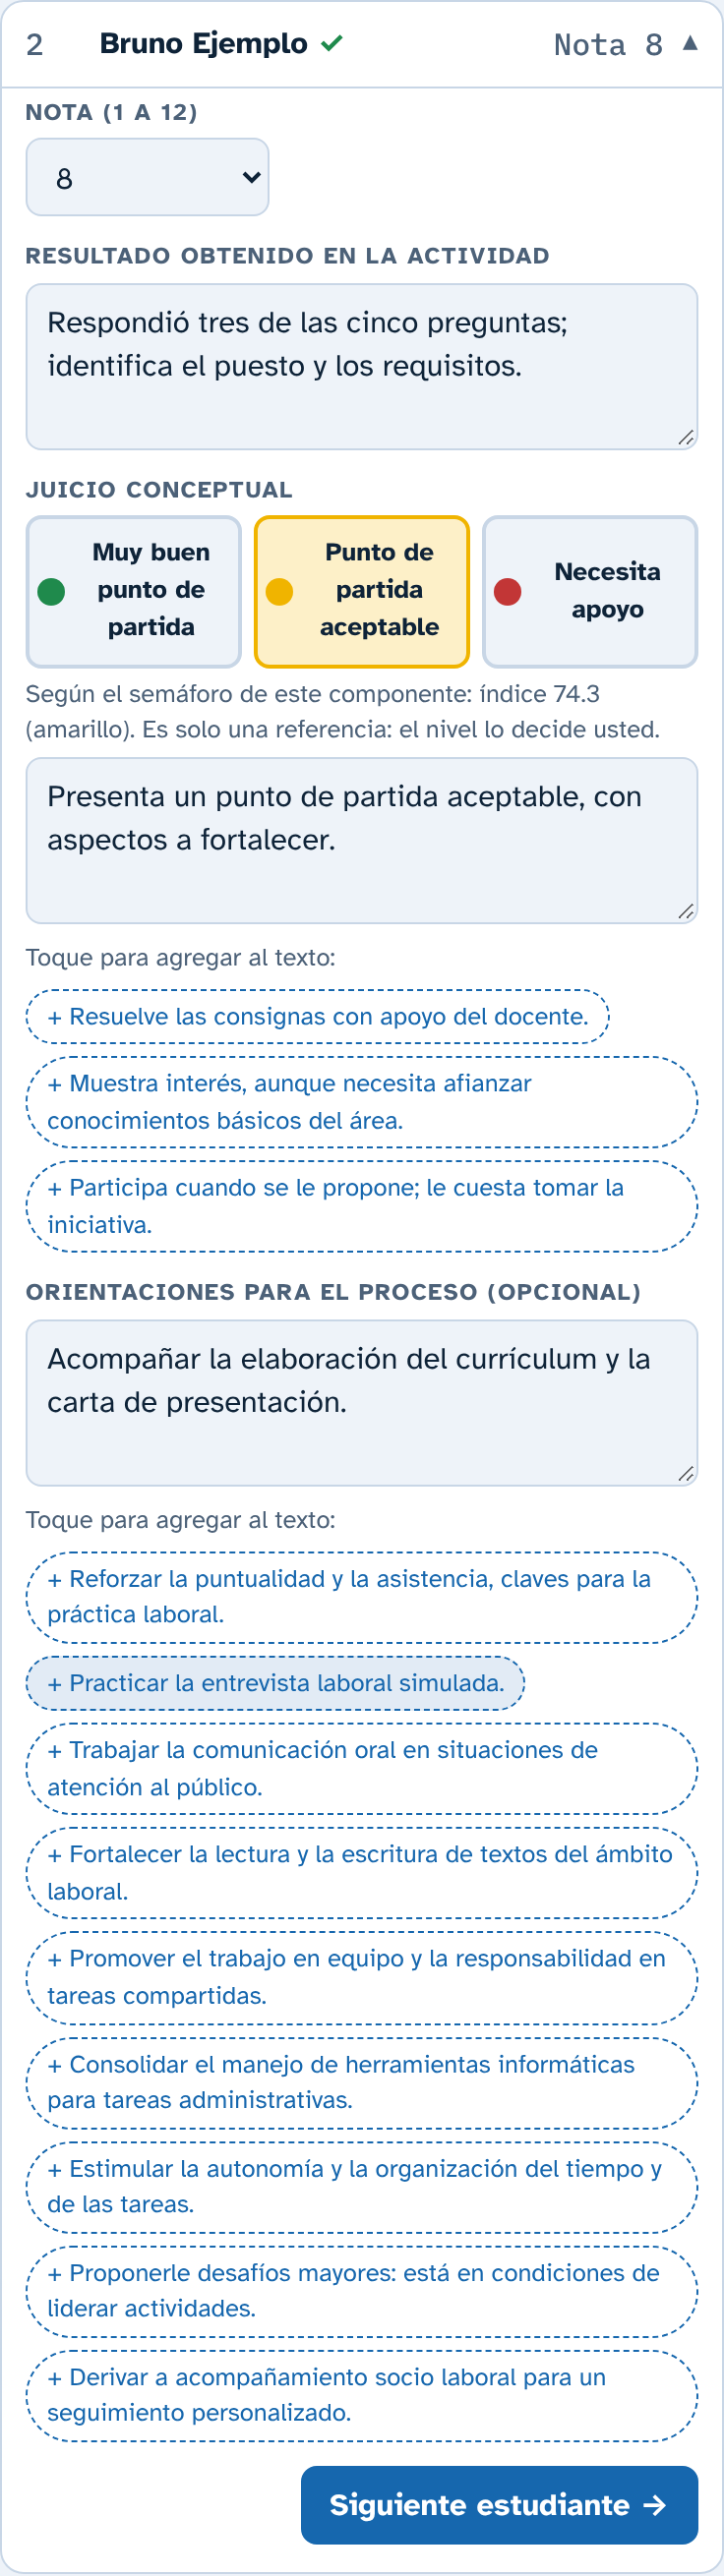 2 Bruno Ejemplo ✓ Nota 8 ▲
NOTA (1 A 12)
8
RESULTADO OBTENIDO EN LA ACTIVIDAD
Respondió tres de las cinco preguntas;
identifica el puesto y los requisitos.
JUICIO CONCEPTUAL
Muy buen
punto de
partida
Punto de
partida
aceptable
Necesita
apoyo
Según el semáforo de este componente: índice 74.3
(amarillo). Es solo una referencia: el nivel lo decide usted.
Presenta un punto de partida aceptable, con
aspectos a fortalecer.
Toque para agregar al texto:
+ Resuelve las consignas con apoyo del docente.
+ Muestra interés, aunque necesita afianzar
conocimientos básicos del área.
+ Participa cuando se le propone; le cuesta tomar la
iniciativa.
ORIENTACIONES PARA EL PROCESO (OPCIONAL)
Acompañar la elaboración del currículum y la
carta de presentación.
Toque para agregar al texto:
+ Reforzar la puntualidad y la asistencia, claves para la
práctica laboral.
+ Practicar la entrevista laboral simulada.
+ Trabajar la comunicación oral en situaciones de
atención al público.
+ Fortalecer la lectura y la escritura de textos del ámbito
laboral.
+ Promover el trabajo en equipo y la responsabilidad en
tareas compartidas.
+ Consolidar el manejo de herramientas informáticas
para tareas administrativas.
+ Estimular la autonomía y la organización del tiempo y
de las tareas.
+ Proponerle desafíos mayores: está en condiciones de
liderar actividades.
+ Derivar a acompañamiento socio laboral para un
seguimiento personalizado.
Siguiente estudiante →